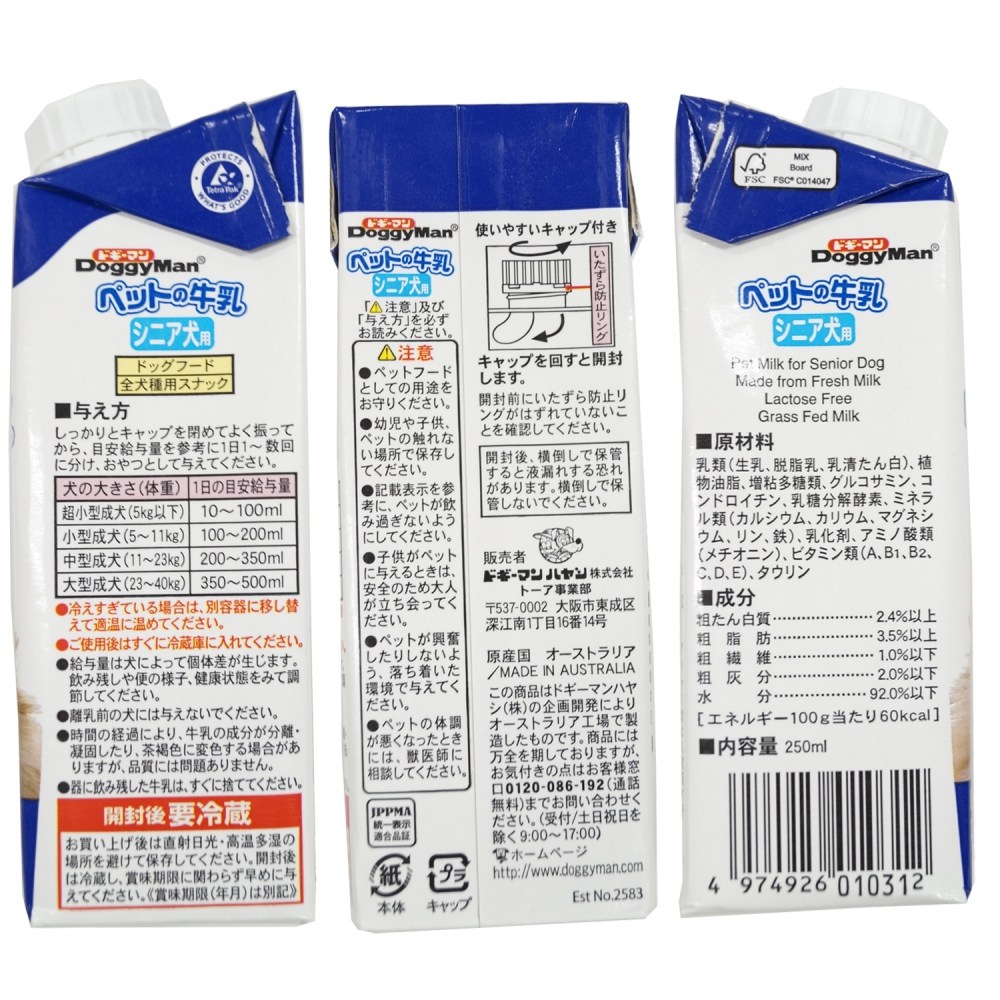 PROTECTS
Tetra Pak
WHAT'S GOOD
ドギーマン
DoggyMan®
ペットの牛乳
シニア犬用
ドッグフード
全犬種用スナック
■与え方
しっかりとキャップを閉めてよく振って
から、目安給与量を参考に1日1〜数回
に分け、おやつとして与えてください。
犬の大きさ(体重) 1日の目安給与量
超小型成犬(5kg以下) 10〜100ml
小型成犬(5〜11kg) 100〜200ml
中型成犬(11〜23kg) 200〜350ml
大型成犬(23〜40kg) 350〜500ml
●冷えすぎている場合は、別容器に移し替
えて適温に温めてください。
●ご使用後はすぐに冷蔵庫に入れてください。
●給与量は犬によって個体差が生じます。
飲み残しや便の様子、健康状態をみて調
節してください。
●離乳前の犬には与えないでください。
●時間の経過により、牛乳の成分が分離・
凝固したり、茶褐色に変色する場合があ
りますが、品質には問題ありません。
●器に飲み残した牛乳は、すぐに捨ててください。
開封後要冷蔵
お買い上げ後は直射日光・高温多湿の
場所を避けて保存してください。開封後
は冷蔵し、賞味期限に関わらず早めに与
えてください。《賞味期限(年月)は別記》
ドギーマン
DoggyMan®
ペットの牛乳
シニア犬用
「⚠注意」及び
「与え方」を必ず
お読みください。
⚠注意
●ペットフード
としての用途を
お守りください。
●幼児や子供、
ペットの触れな
い場所で保存し
てください。
●記載表示を参
考に、ペットが飲
み過ぎないよう
にしてください。
●子供がペット
に与えるときは、
安全のため大人
が立ち会ってく
ださい。
●ペットが興奮
したりしないよ
う、落ち着いた
環境で与えてく
ださい。
●ペットの体調
が悪くなったとき
には、獣医師に
相談してください。
JPPMA
統一表示
適合品証
紙
本体
プラ
キャップ
使いやすいキャップ付き
いたずら防止リング
キャップを回すと開封
します。
開封前にいたずら防止リ
ングがはずれていないこ
とを確認してください。
開封後、横倒しで保管
すると液漏れする恐れ
があります。横倒しで保
管しないでください。
販売者
ドギーマンハヤシ株式会社
トーア事業部
〒537-0002 大阪市東成区
深江南1丁目16番14号
原産国 オーストラリア
/MADE IN AUSTRALIA
この商品はドギーマンハヤ
シ(株)の企画開発により
オーストラリア工場で製
造したものです。商品には
万全を期しておりますが、
お気付きの点はお客様窓
口0120-086-192(通話
無料)までお問い合わせく
ださい。(受付/土日祝日を
除く9:00〜17:00)
ホームページ
http://www.doggyman.com
Est No.2583
FSC
MIX
Board
FSC® C014047
ドギーマン
DoggyMan®
ペットの牛乳
シニア犬用
Pet Milk for Senior Dog
Made from Fresh Milk
Lactose Free
Grass Fed Milk
■原材料
乳類(生乳、脱脂乳、乳清たん白)、植
物油脂、増粘多糖類、グルコサミン、コ
ンドロイチン、乳糖分解酵素、ミネラ
ル類(カルシウム、カリウム、マグネシ
ウム、リン、鉄)、乳化剤、アミノ酸類
(メチオニン)、ビタミン類(A、B₁、B₂、
C、D、E)、タウリン
■成分
粗たん白質………………2.4%以上
粗脂肪………………3.5%以上
粗繊維………………1.0%以下
粗灰分………………2.0%以下
水分………………92.0%以下
[エネルギー100g当たり60kcal]
■内容量 250ml
4 974926 010312